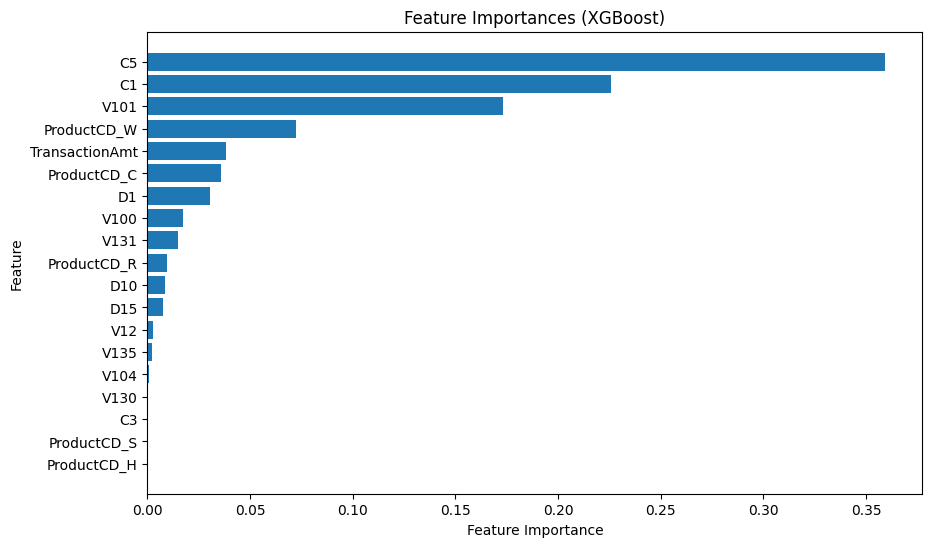 Feature Importances (XGBoost)
Feature
C5
C1
V101
ProductCD_W
TransactionAmt
ProductCD_C
D1
V100
V131
ProductCD_R
D10
D15
V12
V135
V104
V130
C3
ProductCD_S
ProductCD_H
0.00 0.05 0.10 0.15 0.20 0.25 0.30 0.35
Feature Importance